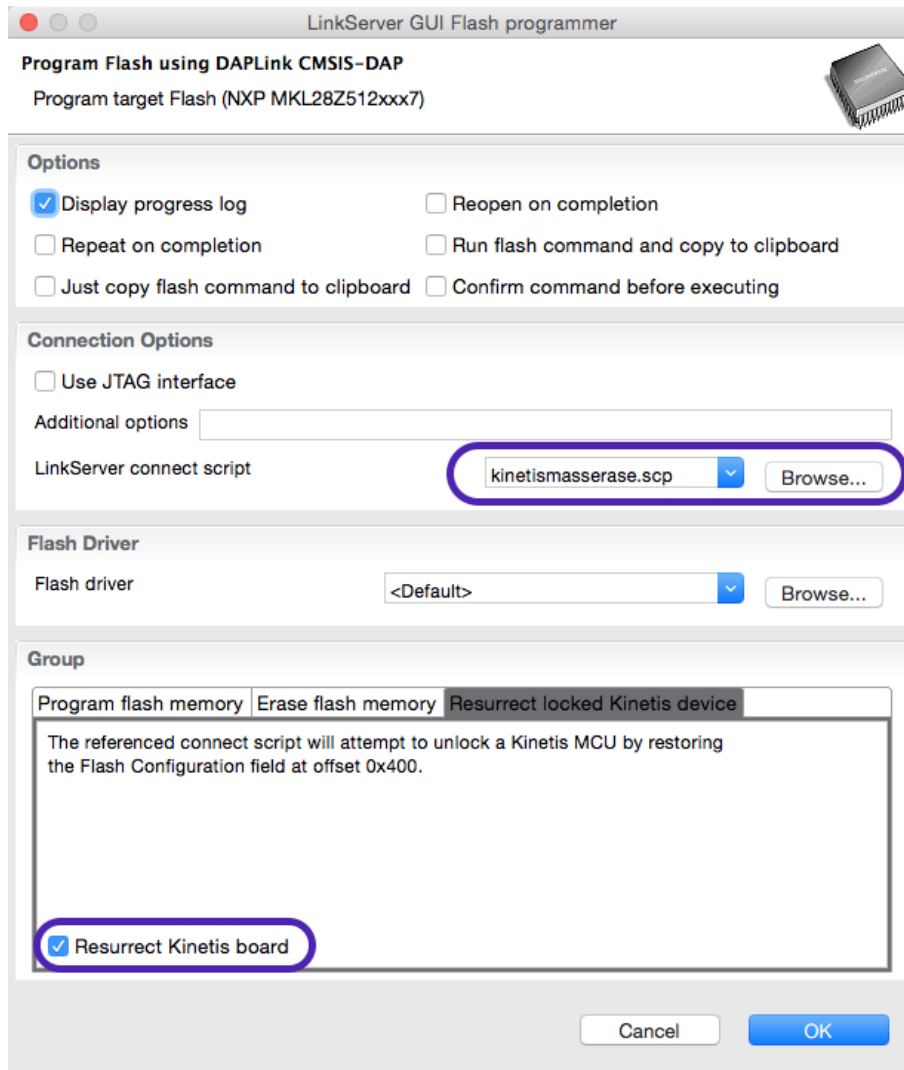 LinkServer GUI Flash programmer
Program Flash using DAPLink CMSIS-DAP
Program target Flash (NXP MKL28Z512xxx7)
Options
Display progress log
Reopen on completion
Repeat on completion
Run flash command and copy to clipboard
Just copy flash command to clipboard
Confirm command before executing
Connection Options
Use JTAG interface
Additional options
LinkServer connect script
kinetismasserase.scp
Browse...
Flash Driver
Flash driver
<Default>
Browse...
Group
Program flash memory
Erase flash memory
Resurrect locked Kinetis device
The referenced connect script will attempt to unlock a Kinetis MCU by restoring
the Flash Configuration field at offset 0x400.
Resurrect Kinetis board
Cancel
OK